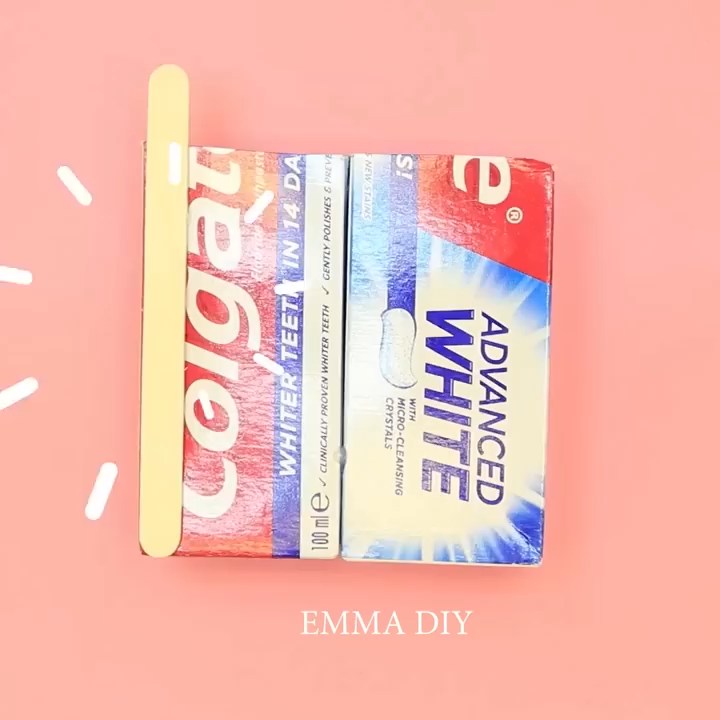 Colgat
WHITER TEETH IN 14 DA
✓ CLINICALLY PROVEN WHITER TEETH ✓ GENTLY POLISHES & PREVE
100 ml e
S!
S NEW STAINS
e®
ADVANCED
WHITE
WITH
MICRO-CLEANSING
CRYSTALS
EMMA DIY